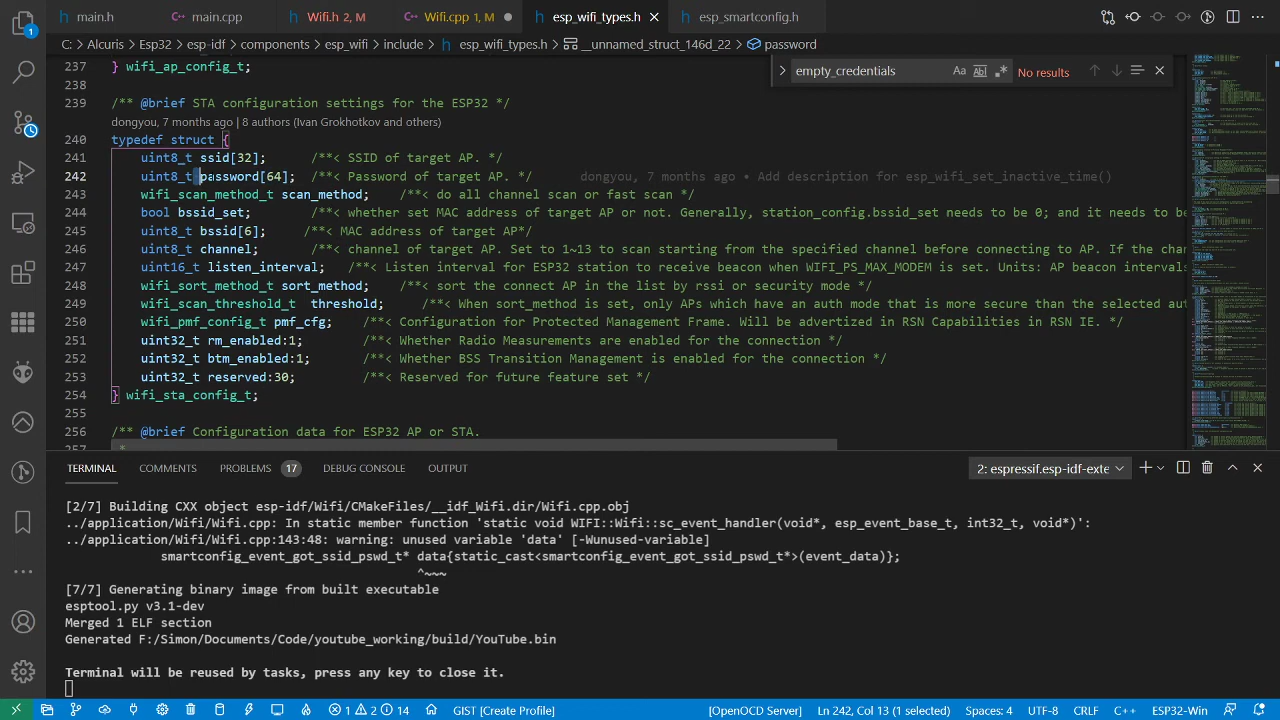 main.h
main.cpp
Wifi.h 2, M
Wifi.cpp 1, M
esp_wifi_types.h
esp_smartconfig.h
C: > Alcuris > Esp32 > esp-idf > components > esp_wifi > include > esp_wifi_types.h > __unnamed_struct_146d_22 > password
empty_credentials
Aa
No results
237 } wifi_ap_config_t;
238
239 /** @brief STA configuration settings for the ESP32 */
dongyou, 7 months ago | 8 authors (Ivan Grokhotkov and others)
240 typedef struct {
241 uint8_t ssid[32]; /**< SSID of target AP. */
242 uint8_t password[64]; /**< Password of target AP. */ dongyou, 7 months ago • Add description for esp_wifi_set_inactive_time()
243 wifi_scan_method_t scan_method; /**< do all channel scan or fast scan */
244 bool bssid_set; /**< whether set MAC address of target AP or not. Generally, station_config.bssid_set needs to be 0; and it needs to be
245 uint8_t bssid[6]; /**< MAC address of target AP*/
246 uint8_t channel; /**< channel of target AP. Set to 1~13 to scan starting from the specified channel before connecting to AP. If the chan
247 uint16_t listen_interval; /**< Listen interval for ESP32 station to receive beacon when WIFI_PS_MAX_MODEM is set. Units: AP beacon intervals
248 wifi_sort_method_t sort_method; /**< sort the connect AP in the list by rssi or security mode */
249 wifi_scan_threshold_t threshold; /**< When sort_method is set, only APs which have an auth mode that is more secure than the selected aut
250 wifi_pmf_config_t pmf_cfg; /**< Configuration for Protected Management Frame. Will be advertized in RSN Capabilities in RSN IE. */
251 uint32_t rm_enabled:1; /**< Whether Radio Measurements are enabled for the connection */
252 uint32_t btm_enabled:1; /**< Whether BSS Transition Management is enabled for the connection */
253 uint32_t reserved:30; /**< Reserved for future feature set */
254 } wifi_sta_config_t;
255
256 /** @brief Configuration data for ESP32 AP or STA.
257 *
TERMINAL COMMENTS PROBLEMS 17 DEBUG CONSOLE OUTPUT
2: espressif.esp-idf-exte
[2/7] Building CXX object esp-idf/Wifi/CMakeFiles/__idf_Wifi.dir/Wifi.cpp.obj
../application/Wifi/Wifi.cpp: In static member function 'static void WIFI::Wifi::sc_event_handler(void*, esp_event_base_t, int32_t, void*)':
../application/Wifi/Wifi.cpp:143:48: warning: unused variable 'data' [-Wunused-variable]
smartconfig_event_got_ssid_pswd_t* data{static_cast<smartconfig_event_got_ssid_pswd_t*>(event_data)};
^~~~
[7/7] Generating binary image from built executable
esptool.py v3.1-dev
Merged 1 ELF section
Generated F:/Simon/Documents/Code/youtube_working/build/YouTube.bin
Terminal will be reused by tasks, press any key to close it.
1 2 14 GIST [Create Profile] [OpenOCD Server] Ln 242, Col 13 (1 selected) Spaces: 4 UTF-8 CRLF C++ ESP32-Win